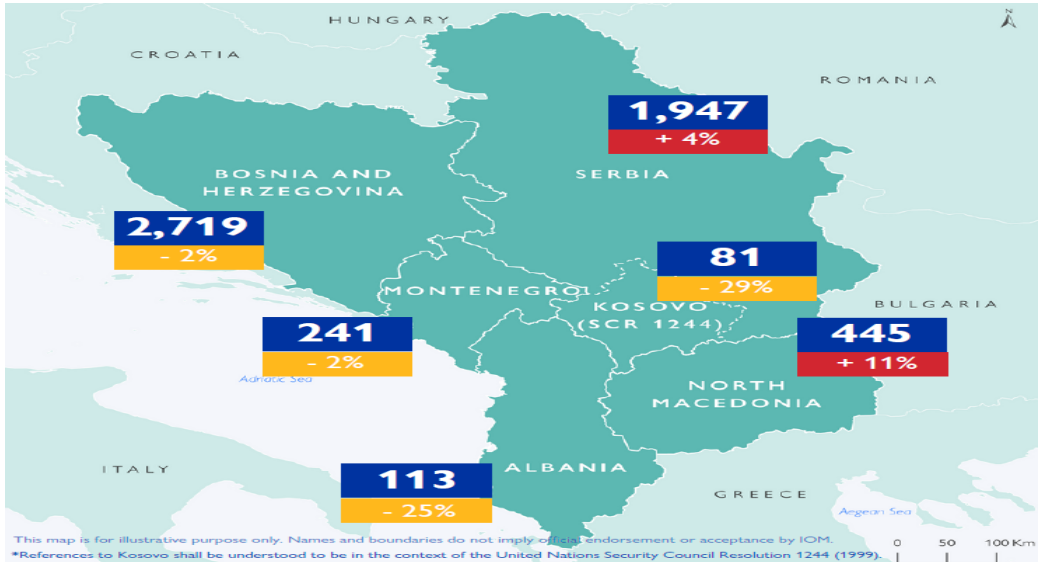 HUNGARY
N
CROATIA
ROMANIA
1,947
+ 4%
BOSNIA AND
HERZEGOVINA
SERBIA
2,719
- 2%
81
- 29%
MONTENEGRO
KOSOVO
(SCR 1244)
BULGARIA
241
- 2%
445
+ 11%
Adriatic Sea
NORTH
MACEDONIA
ITALY
113
- 25%
ALBANIA
GREECE
Aegean Sea
This map is for illustrative purpose only. Names and boundaries do not imply official endorsement or acceptance by IOM.
*References to Kosovo shall be understood to be in the context of the United Nations Security Council Resolution 1244 (1999).
0 50 100 Km